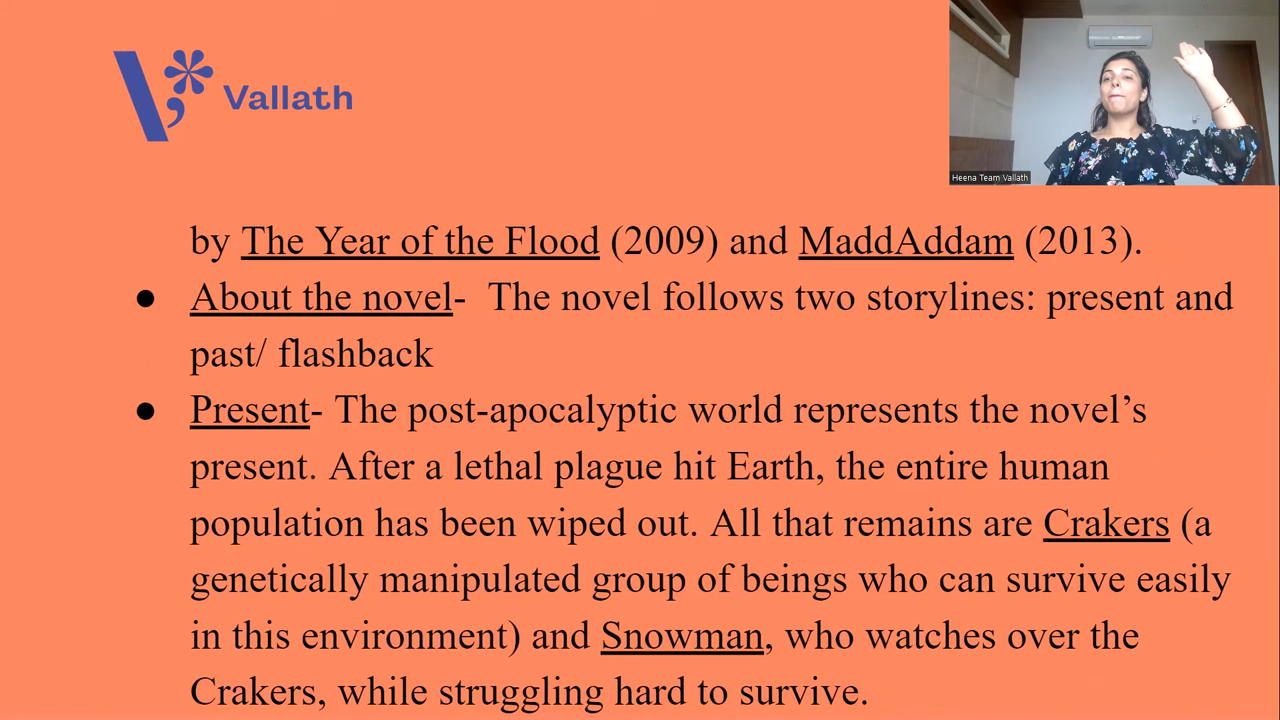 Vallath
Heena Team Vallath
by The Year of the Flood (2009) and MaddAddam (2013).
● About the novel-  The novel follows two storylines: present and
past/ flashback
● Present- The post-apocalyptic world represents the novel’s
present. After a lethal plague hit Earth, the entire human
population has been wiped out. All that remains are Crakers (a
genetically manipulated group of beings who can survive easily
in this environment) and Snowman, who watches over the
Crakers, while struggling hard to survive.